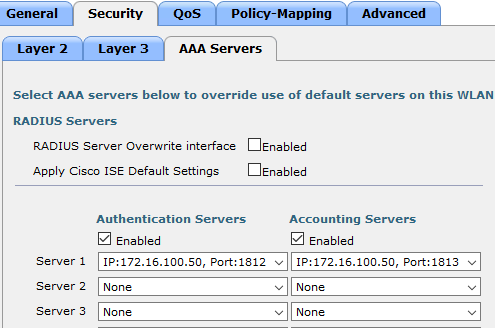 General Security QoS Policy-Mapping Advanced
Layer 2 Layer 3 AAA Servers
Select AAA servers below to override use of default servers on this WLAN
RADIUS Servers
RADIUS Server Overwrite interface Enabled
Apply Cisco ISE Default Settings Enabled
Authentication Servers Accounting Servers
Enabled Enabled
Server 1 IP:172.16.100.50, Port:1812 IP:172.16.100.50, Port:1813
Server 2 None None
Server 3 None None